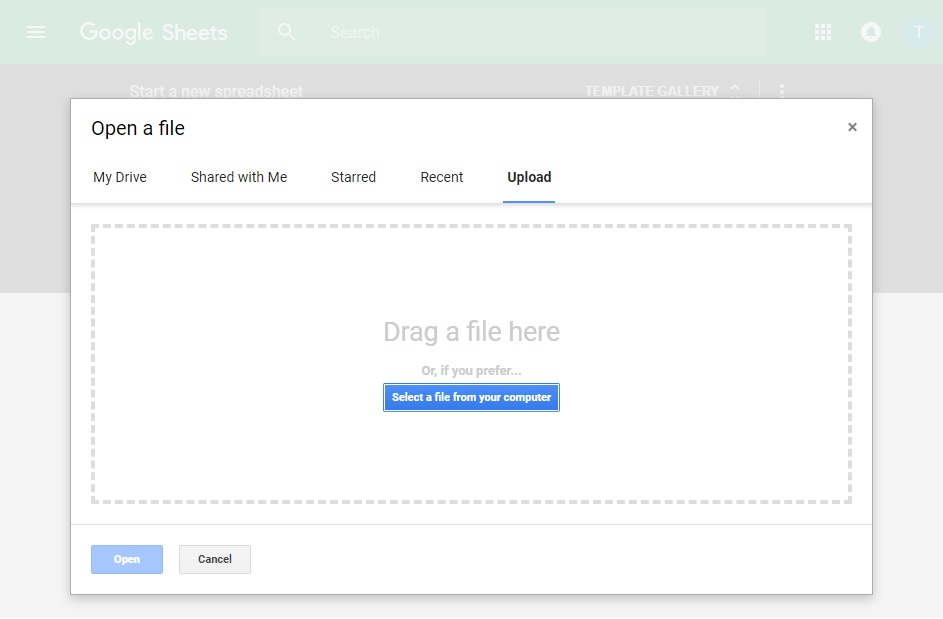 Google Sheets
Search
T
Start a new spreadsheet
TEMPLATE GALLERY
Open a file
×
My Drive
Shared with Me
Starred
Recent
Upload
Drag a file here
Or, if you prefer...
Select a file from your computer
Open
Cancel